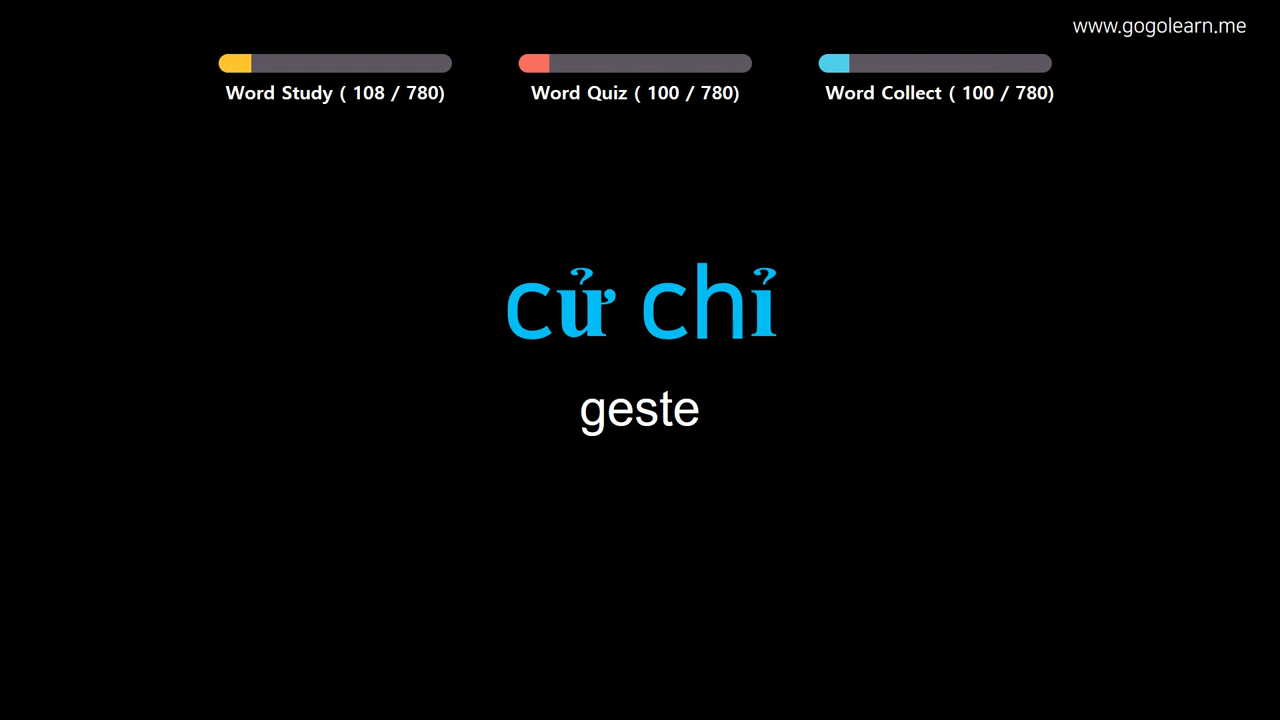 www.gogolearn.me
Word Study ( 108 / 780)
Word Quiz ( 100 / 780)
Word Collect ( 100 / 780)
cử chỉ
geste